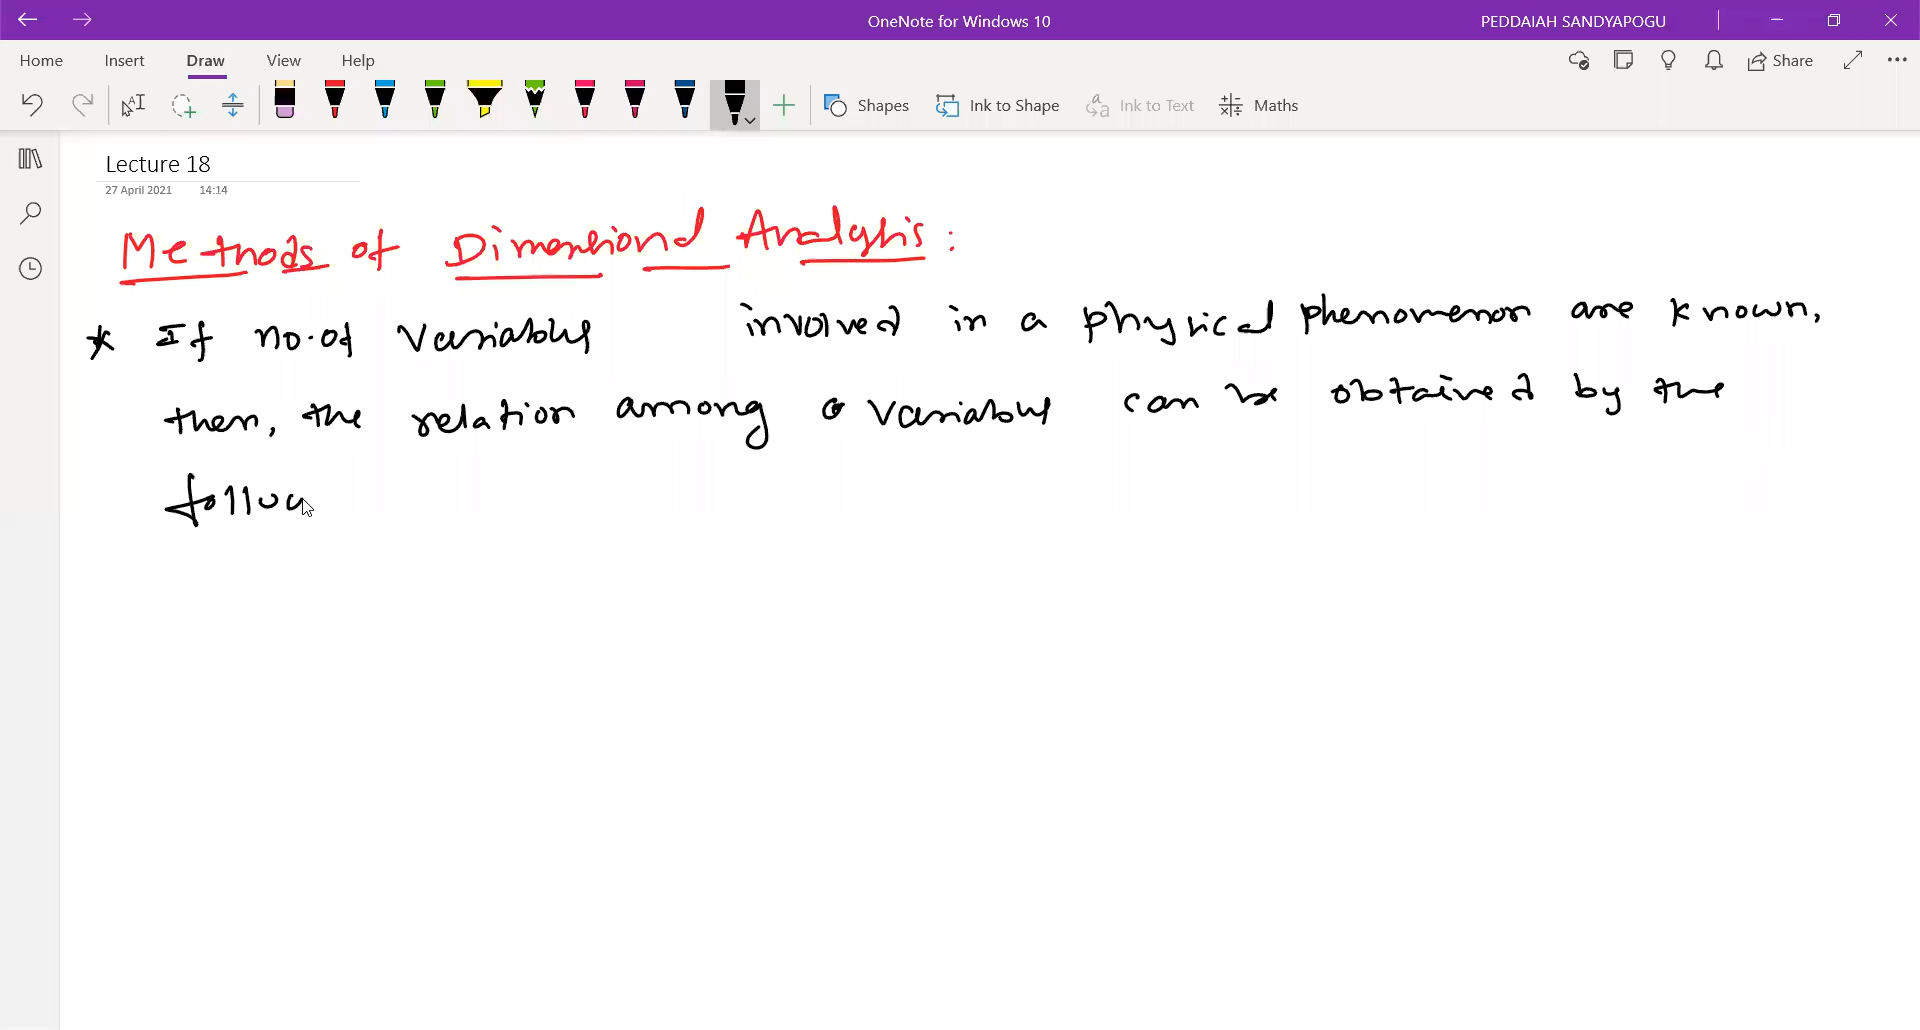 OneNote for Windows 10
PEDDAIAH SANDYAPOGU
Home Insert Draw View Help
Share
Shapes Ink to Shape Ink to Text Maths
Lecture 18
27 April 2021 14:14
Methods of Dimensional Analysis:
* If no.of Variables involved in a physical phenomenon are known,
then, the relation among variables can be obtained by the
follow